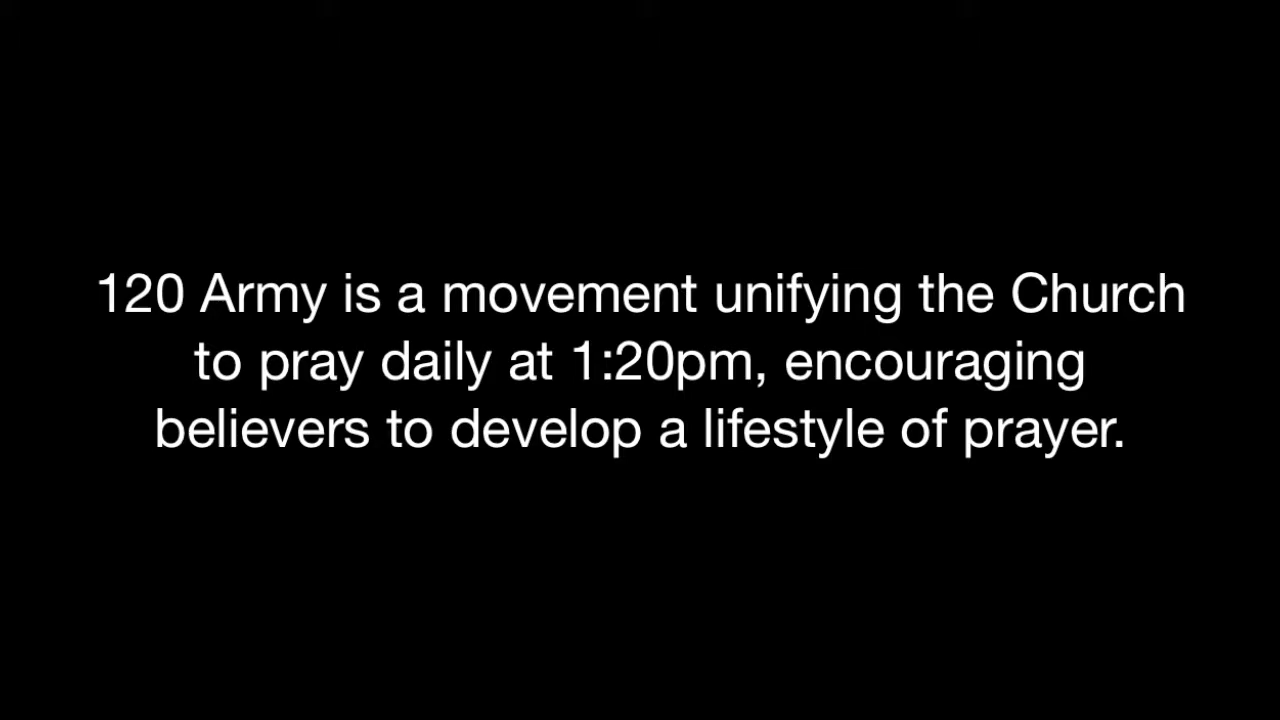 120 Army is a movement unifying the Church
to pray daily at 1:20pm, encouraging
believers to develop a lifestyle of prayer.